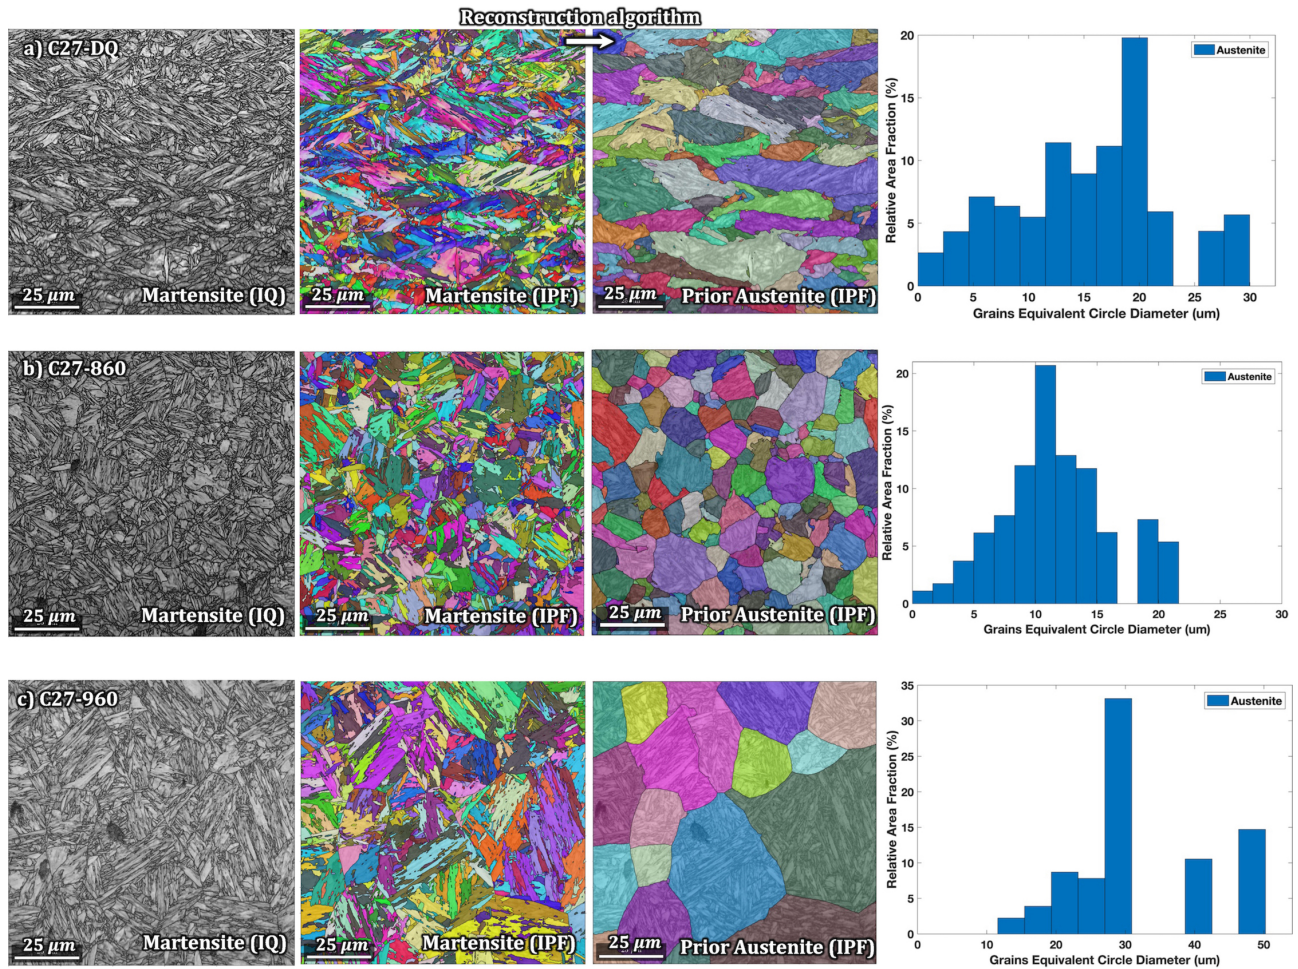 Reconstruction algorithm
a) C27-DQ
25 μm
Martensite (IQ)
25 μm
Martensite (IPF)
25 μm
Prior Austenite (IPF)
20
15
10
5
0
Relative Area Fraction (%)
Austenite
0 5 10 15 20 25 30
Grains Equivalent Circle Diameter (um)
b) C27-860
25 μm
Martensite (IQ)
25 μm
Martensite (IPF)
25 μm
Prior Austenite (IPF)
20
15
10
5
0
Relative Area Fraction (%)
Austenite
0 5 10 15 20 25 30
Grains Equivalent Circle Diameter (um)
c) C27-960
25 μm
Martensite (IQ)
25 μm
Martensite (IPF)
25 μm
Prior Austenite (IPF)
35
30
25
20
15
10
5
0
Relative Area Fraction (%)
Austenite
0 10 20 30 40 50
Grains Equivalent Circle Diameter (um)